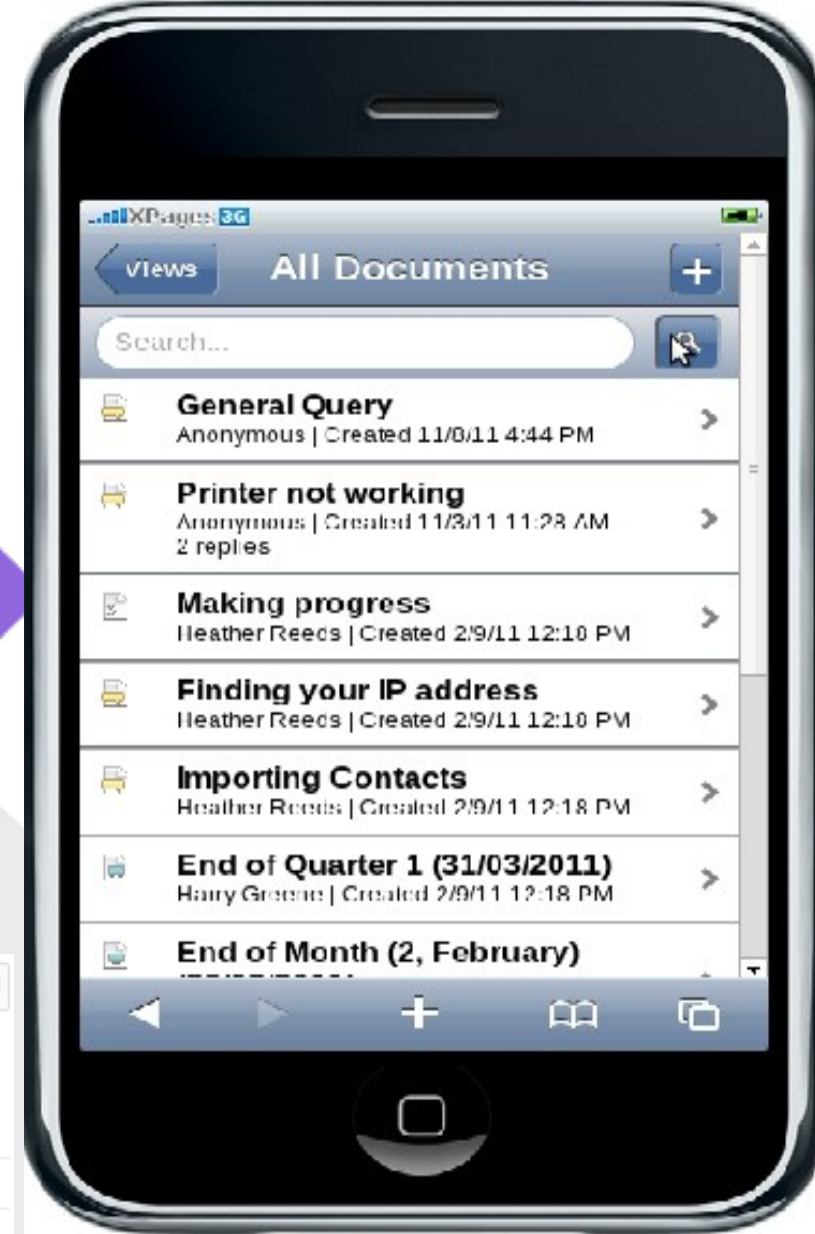 XPages 3G
Views
All Documents
Search...
General Query
Anonymous | Created 11/8/11 4:44 PM
Printer not working
Anonymous | Created 11/3/11 11:28 AM
2 replies
Making progress
Heather Reeds | Created 2/9/11 12:18 PM
Finding your IP address
Heather Reeds | Created 2/9/11 12:18 PM
Importing Contacts
Heather Reeds | Created 2/9/11 12:18 PM
End of Quarter 1 (31/03/2011)
Harry Greene | Created 2/9/11 12:18 PM
End of Month (2, February)